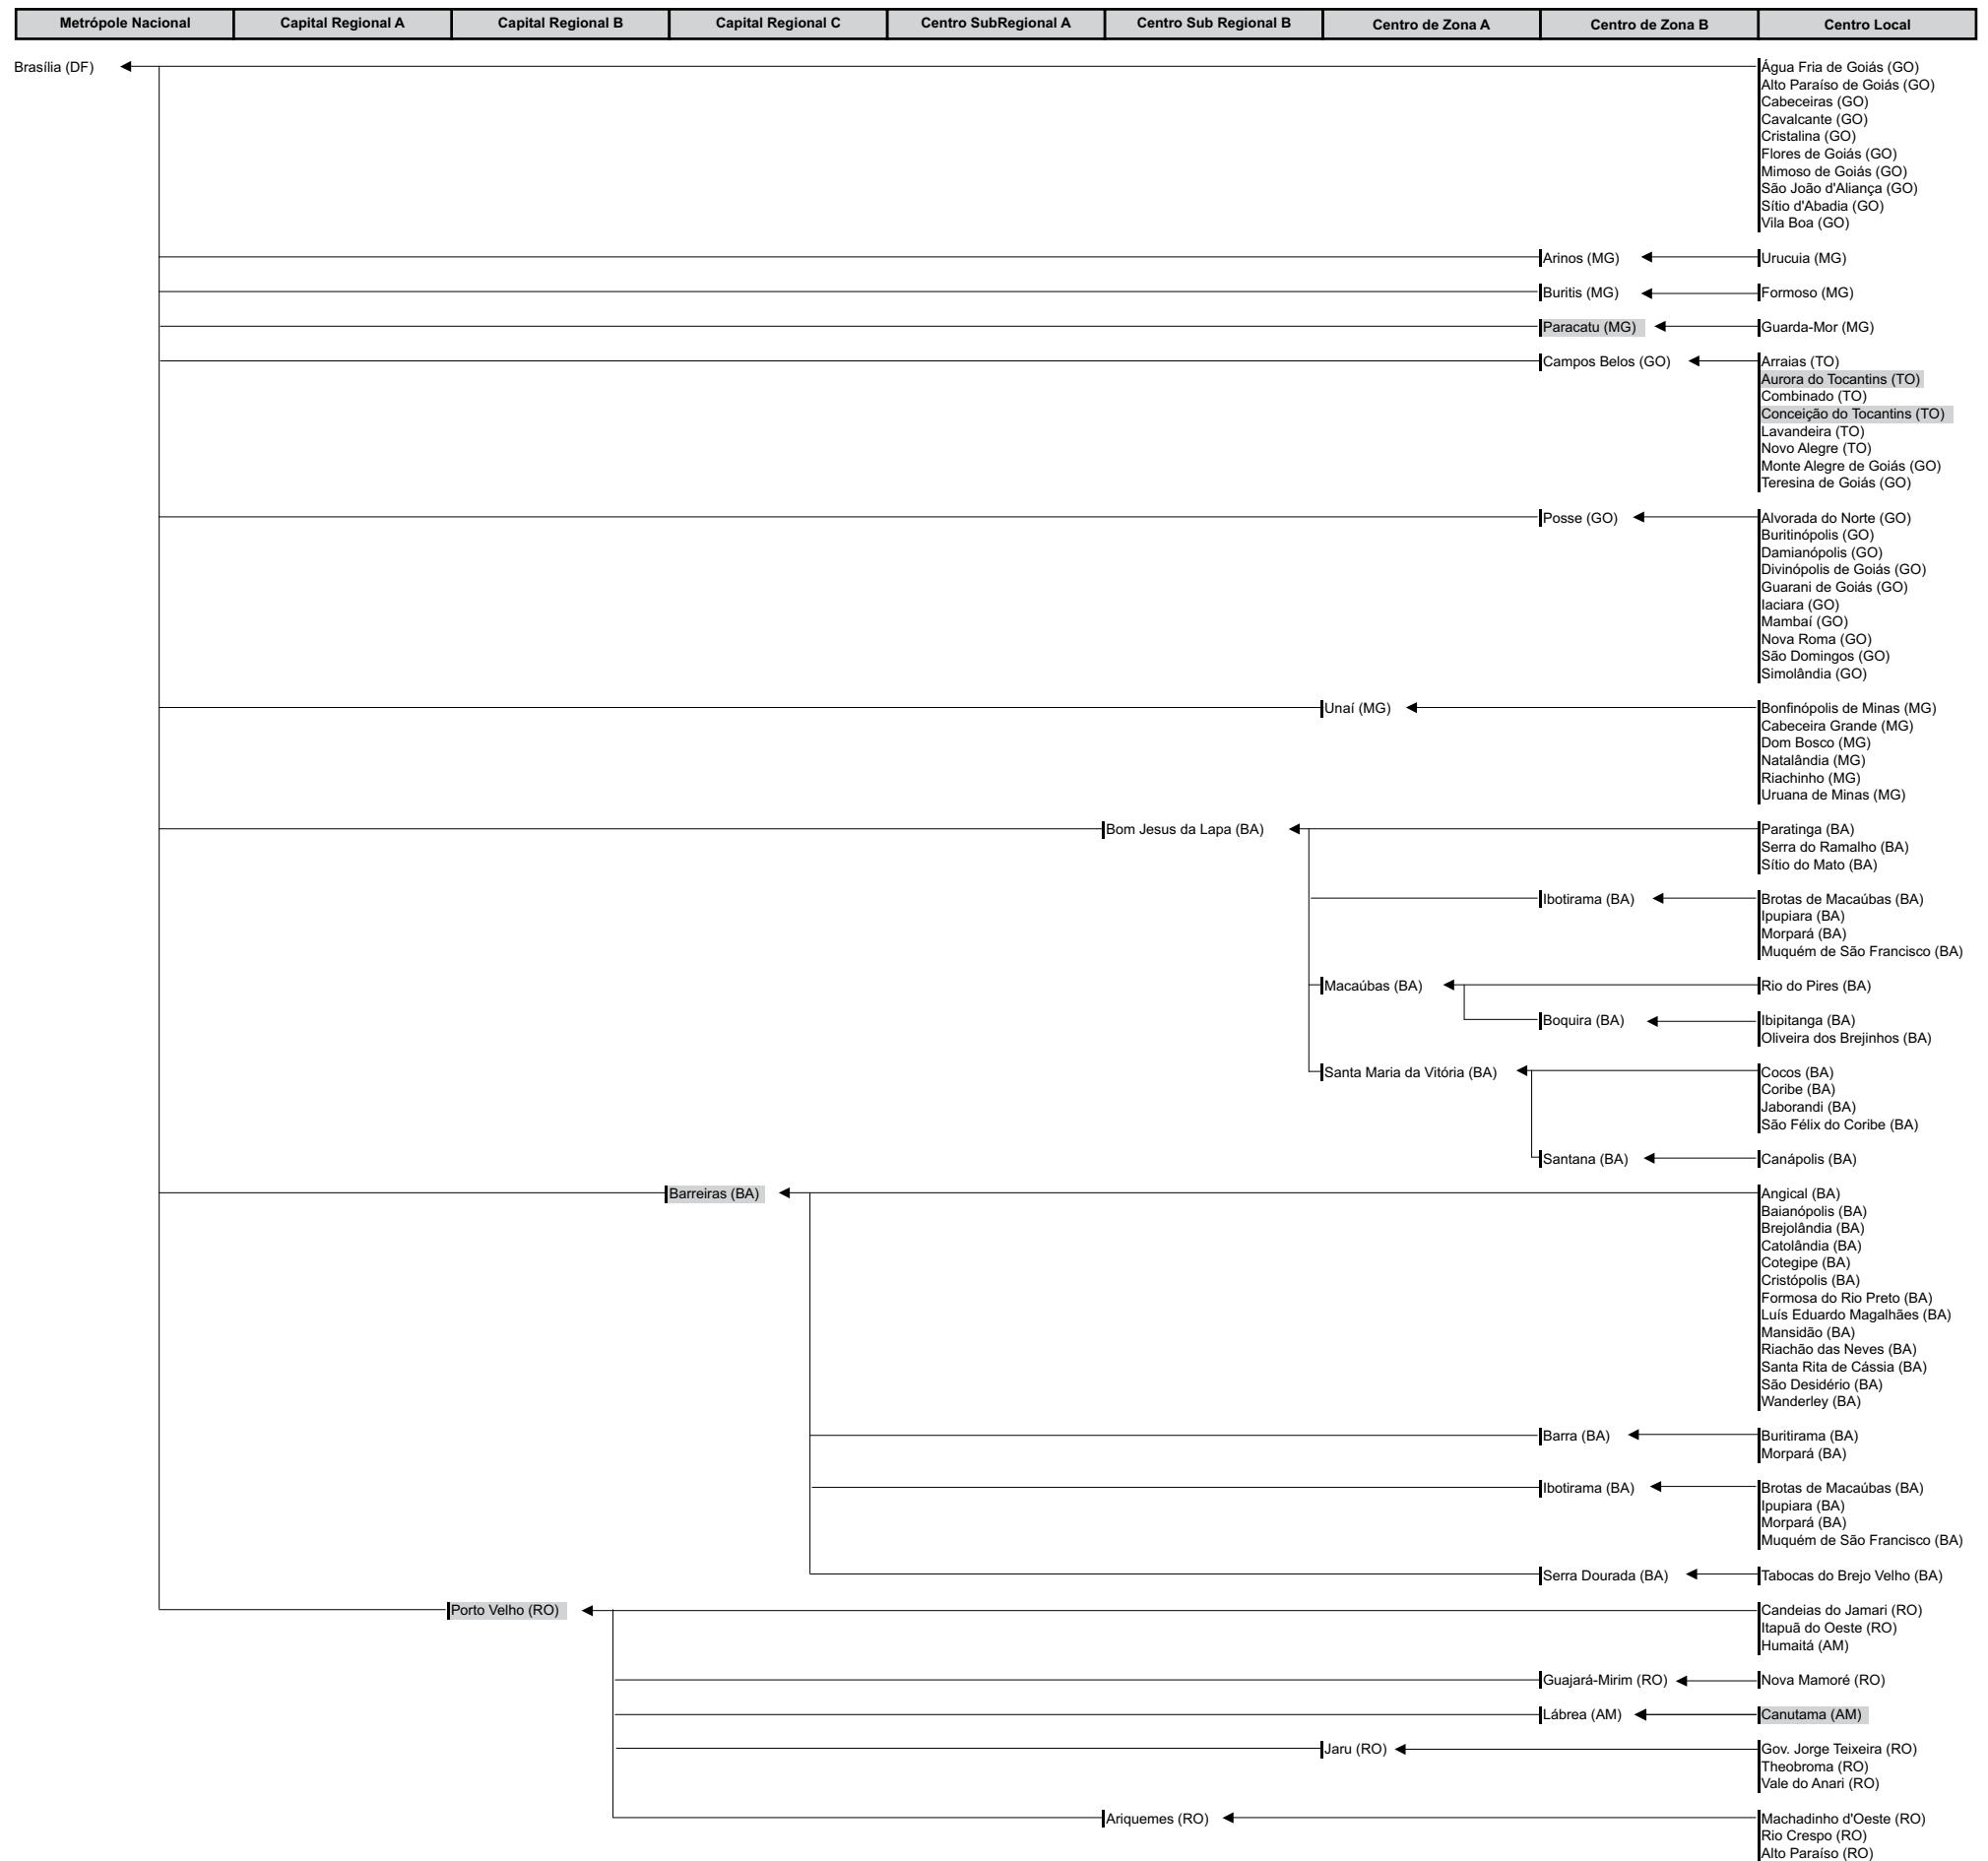 Metrópole Nacional
Capital Regional A
Capital Regional B
Capital Regional C
Centro SubRegional A
Centro Sub Regional B
Centro de Zona A
Centro de Zona B
Centro Local
Brasília (DF)
Água Fria de Goiás (GO)
Alto Paraíso de Goiás (GO)
Cabeceiras (GO)
Cavalcante (GO)
Cristalina (GO)
Flores de Goiás (GO)
Mimoso de Goiás (GO)
São João d'Aliança (GO)
Sítio d'Abadia (GO)
Vila Boa (GO)
Arinos (MG)
Urucuia (MG)
Buritis (MG)
Formoso (MG)
Paracatu (MG)
Guarda-Mor (MG)
Campos Belos (GO)
Arraias (TO)
Aurora do Tocantins (TO)
Combinado (TO)
Conceição do Tocantins (TO)
Lavandeira (TO)
Novo Alegre (TO)
Monte Alegre de Goiás (GO)
Teresina de Goiás (GO)
Posse (GO)
Alvorada do Norte (GO)
Buritinópolis (GO)
Damianópolis (GO)
Divinópolis de Goiás (GO)
Guarani de Goiás (GO)
Iaciara (GO)
Mambaí (GO)
Nova Roma (GO)
São Domingos (GO)
Simolândia (GO)
Unaí (MG)
Bonfinópolis de Minas (MG)
Cabeceira Grande (MG)
Dom Bosco (MG)
Natalândia (MG)
Riachinho (MG)
Uruana de Minas (MG)
Bom Jesus da Lapa (BA)
Paratinga (BA)
Serra do Ramalho (BA)
Sítio do Mato (BA)
Ibotirama (BA)
Brotas de Macaúbas (BA)
Ipupiara (BA)
Morpará (BA)
Muquém de São Francisco (BA)
Macaúbas (BA)
Rio do Pires (BA)
Boquira (BA)
Ibipitanga (BA)
Oliveira dos Brejinhos (BA)
Santa Maria da Vitória (BA)
Cocos (BA)
Coribe (BA)
Jaborandi (BA)
São Félix do Coribe (BA)
Santana (BA)
Canápolis (BA)
Barreiras (BA)
Angical (BA)
Baianópolis (BA)
Brejolândia (BA)
Catolândia (BA)
Cotegipe (BA)
Cristópolis (BA)
Formosa do Rio Preto (BA)
Luís Eduardo Magalhães (BA)
Mansidão (BA)
Riachão das Neves (BA)
Santa Rita de Cássia (BA)
São Desidério (BA)
Wanderley (BA)
Barra (BA)
Buritirama (BA)
Morpará (BA)
Ibotirama (BA)
Brotas de Macaúbas (BA)
Ipupiara (BA)
Morpará (BA)
Muquém de São Francisco (BA)
Serra Dourada (BA)
Tabocas do Brejo Velho (BA)
Porto Velho (RO)
Candeias do Jamari (RO)
Itapuã do Oeste (RO)
Humaitá (AM)
Guajará-Mirim (RO)
Nova Mamoré (RO)
Lábrea (AM)
Canutama (AM)
Jaru (RO)
Gov. Jorge Teixeira (RO)
Theobroma (RO)
Vale do Anari (RO)
Ariquemes (RO)
Machadinho d'Oeste (RO)
Rio Crespo (RO)
Alto Paraíso (RO)